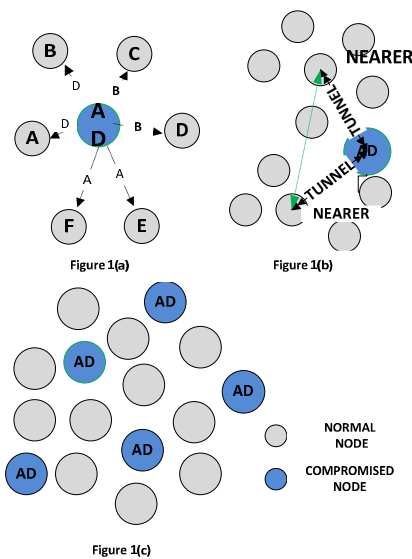 B
C
D
B
A
A
D
D
B
D
A
A
F
E
Figure 1(a)
NEARER
TUNNEL
AD
TUNNEL
NEARER
Figure 1(b)
AD
AD
AD
AD
AD
NORMAL
NODE
COMPROMISED
NODE
Figure 1(c)